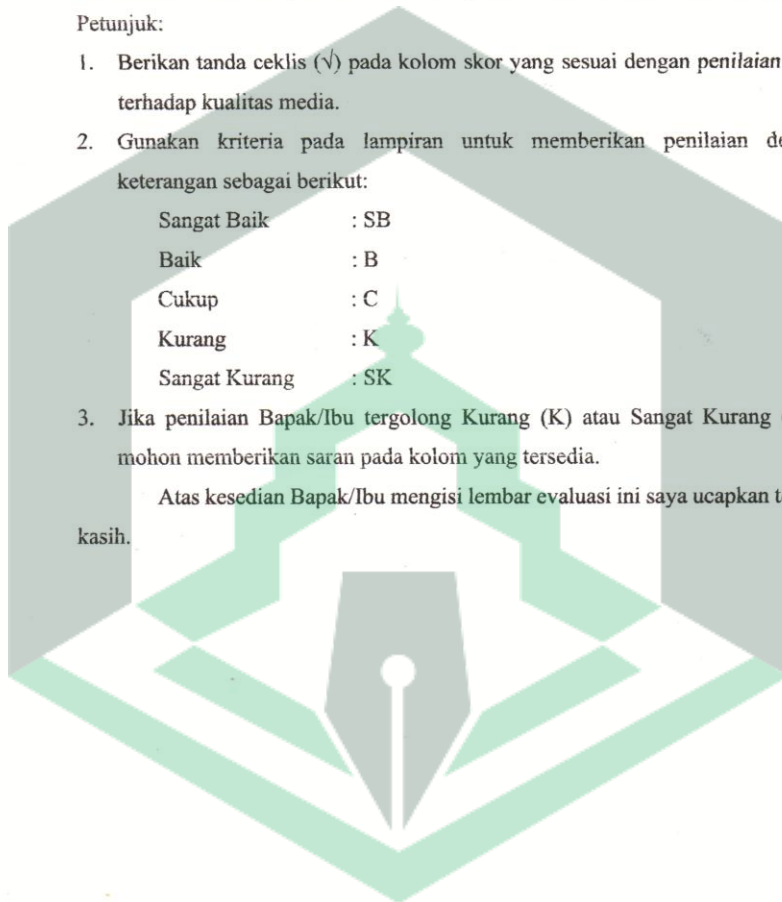 Petunjuk:
1. Berikan tanda ceklis (√) pada kolom skor yang sesuai dengan penilaian
terhadap kualitas media.
2. Gunakan kriteria pada lampiran untuk memberikan penilaian de
keterangan sebagai berikut:
Sangat Baik : SB
Baik : B
Cukup : C
Kurang : K
Sangat Kurang : SK
3. Jika penilaian Bapak/Ibu tergolong Kurang (K) atau Sangat Kurang (
mohon memberikan saran pada kolom yang tersedia.
Atas kesedian Bapak/Ibu mengisi lembar evaluasi ini saya ucapkan t
kasih.